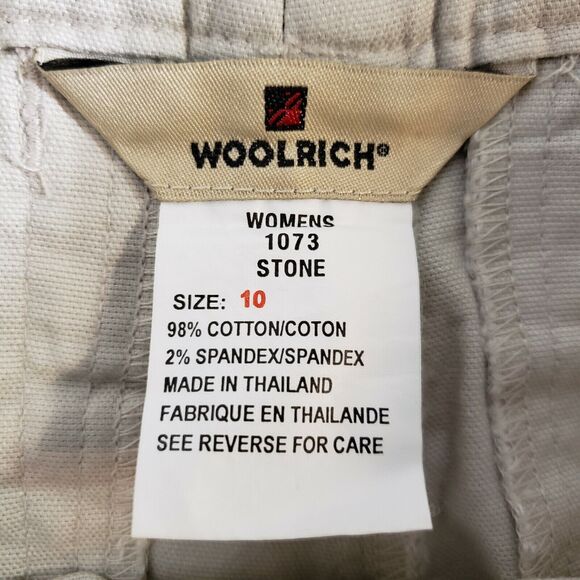 WOOLRICH®
WOMENS
1073
STONE
SIZE: 10
98% COTTON/COTON
2% SPANDEX/SPANDEX
MADE IN THAILAND
FABRIQUE EN THAILANDE
SEE REVERSE FOR CARE